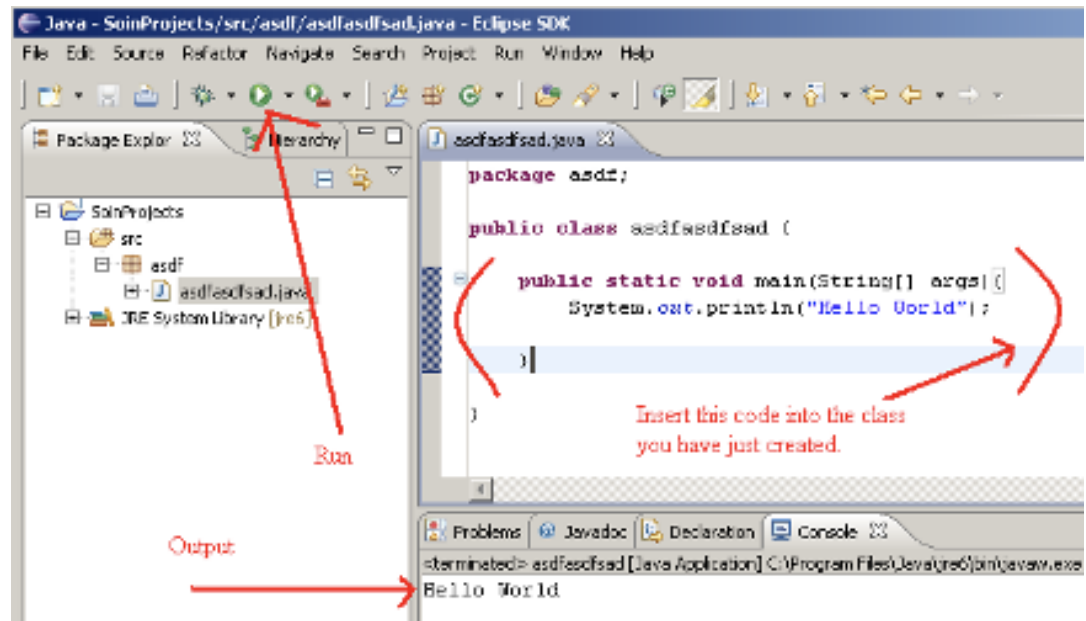 Java - SoinProjects/src/asdf/asdfasdfsad.java - Eclipse SDK
File Edit Source Refactor Navigate Search Project Run Window Help
Package Explor Hierarchy
SoinProjects
src
asdf
asdfasdfsad.java
JRE System Library [jre6]
Run
Output
asdfasdfsad.java
package asdf;
public class asdfasdfsad {
public static void main(String[] args){
System.out.println("Hello World");
}
}
Insert this code into the class
you have just created.
Problems Javadoc Declaration Console
<terminated> asdfasdfsad [Java Application] C:\Program Files\Java\jre6\bin\javaw.exe
Hello World